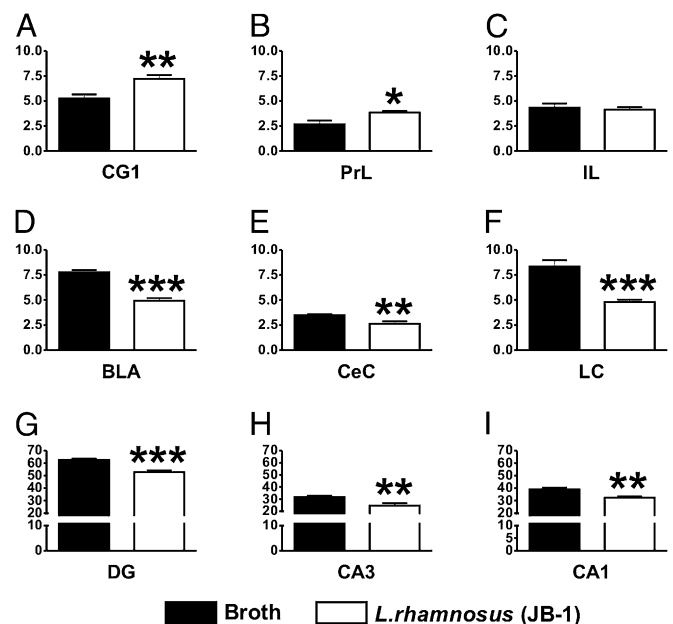 A B C
10.0 ** 10.0 10.0
7.5 7.5 7.5
5.0 5.0 * 5.0
2.5 2.5 2.5
0.0 0.0 0.0
CG1 PrL IL
D E F
10.0 10.0 10.0
7.5 *** 7.5 7.5 ***
5.0 5.0 ** 5.0
2.5 2.5 2.5
0.0 0.0 0.0
BLA CeC LC
G H I
70 *** 70 70
60 60 60
50 50 ** 50 **
40 40 40
30 30 30
20 20 20
10 10 10
5
0 0 0
DG CA3 CA1
Broth L.rhamnosus (JB-1)